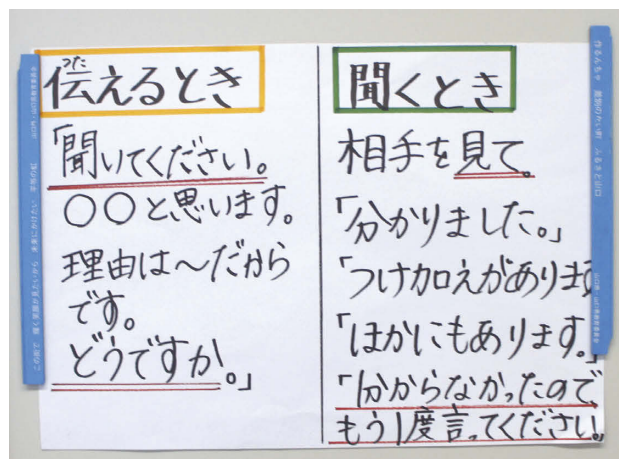 伝えるとき
つた
「聞いてください。
〇〇と思います。
理由は〜だから
です。
どうですか。」
聞くとき
相手を見て。
「分かりました。」
「つけ加えがあります
「ほかにもあります。」
「分からなかったので、
もう1度言ってください。」